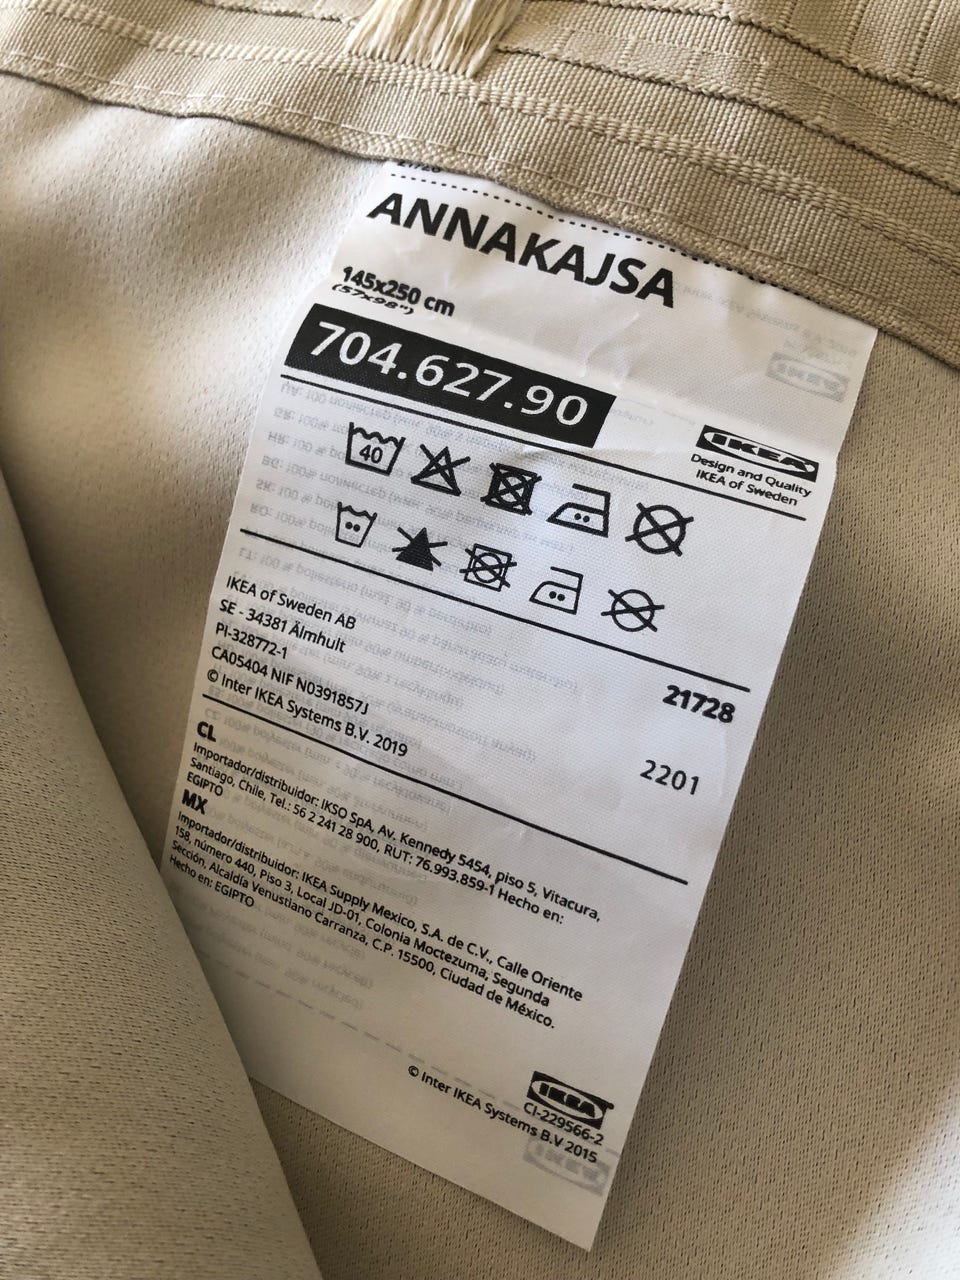 ANNAKAJSA
145x250 cm
(57x98")
704.627.90
IKEA
Design and Quality
IKEA of Sweden
40
IKEA of Sweden AB
SE - 34381 Älmhult
PI-328772-1
CA05404 NIF N0391857J
© Inter IKEA Systems B.V. 2019
21728
2201
CL
Importador/distribuidor: IKSO SpA, Av. Kennedy 5454, piso 5, Vitacura,
Santiago, Chile, Tel.: 56 2 241 28 900, RUT: 76.993.859-1 Hecho en:
EGIPTO
MX
Importador/distribuidor: IKEA Supply Mexico, S.A. de C.V., Calle Oriente
158, número 440, Piso 3, Local JD-01, Colonia Moctezuma, Segunda
Sección, Alcaldía Venustiano Carranza, C.P. 15500, Ciudad de México.
Hecho en: EGIPTO
IKEA
CI-229566-2
© Inter IKEA Systems B.V 2015